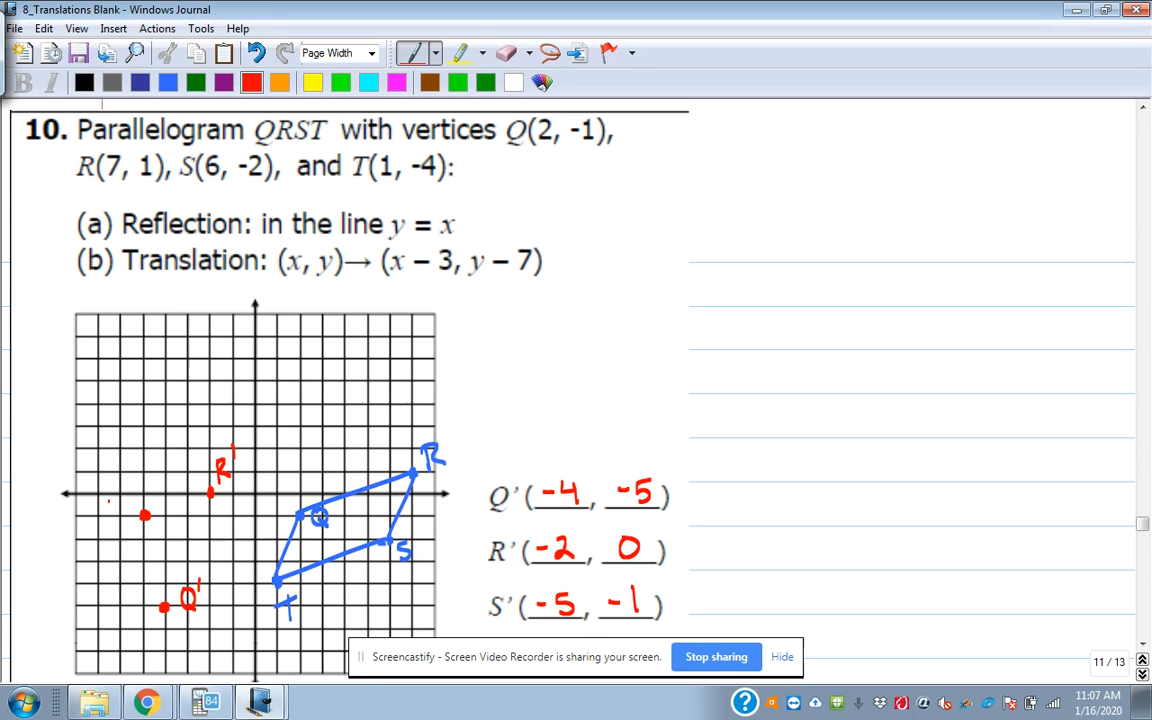 8_Translations Blank - Windows Journal
File Edit View Insert Actions Tools Help
Page Width
B I
10. Parallelogram QRST with vertices Q(2, -1),
R(7, 1), S(6, -2), and T(1, -4):
(a) Reflection: in the line y = x
(b) Translation: (x, y)→ (x − 3, y − 7)
R
R'
Q' (-4, -5)
Q
S
R' (-2, 0)
Q'
T
S' (-5, -1)
Screencastify - Screen Video Recorder is sharing your screen. Stop sharing Hide
11 / 13
84
11:07 AM
1/16/2020